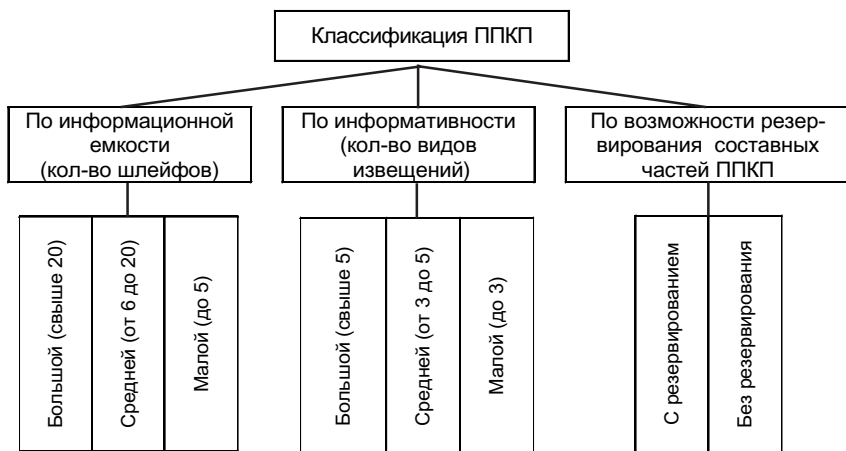 Классификация ППКП
По информационной
емкости
(кол-во шлейфов)
По информативности
(кол-во видов
извещений)
По возможности резер-
вирования составных
частей ППКП
Большой (свыше 20)
Средней (от 6 до 20)
Малой (до 5)
Большой (свыше 5)
Средней (от 3 до 5)
Малой (до 3)
С резервированием
Без резервирования